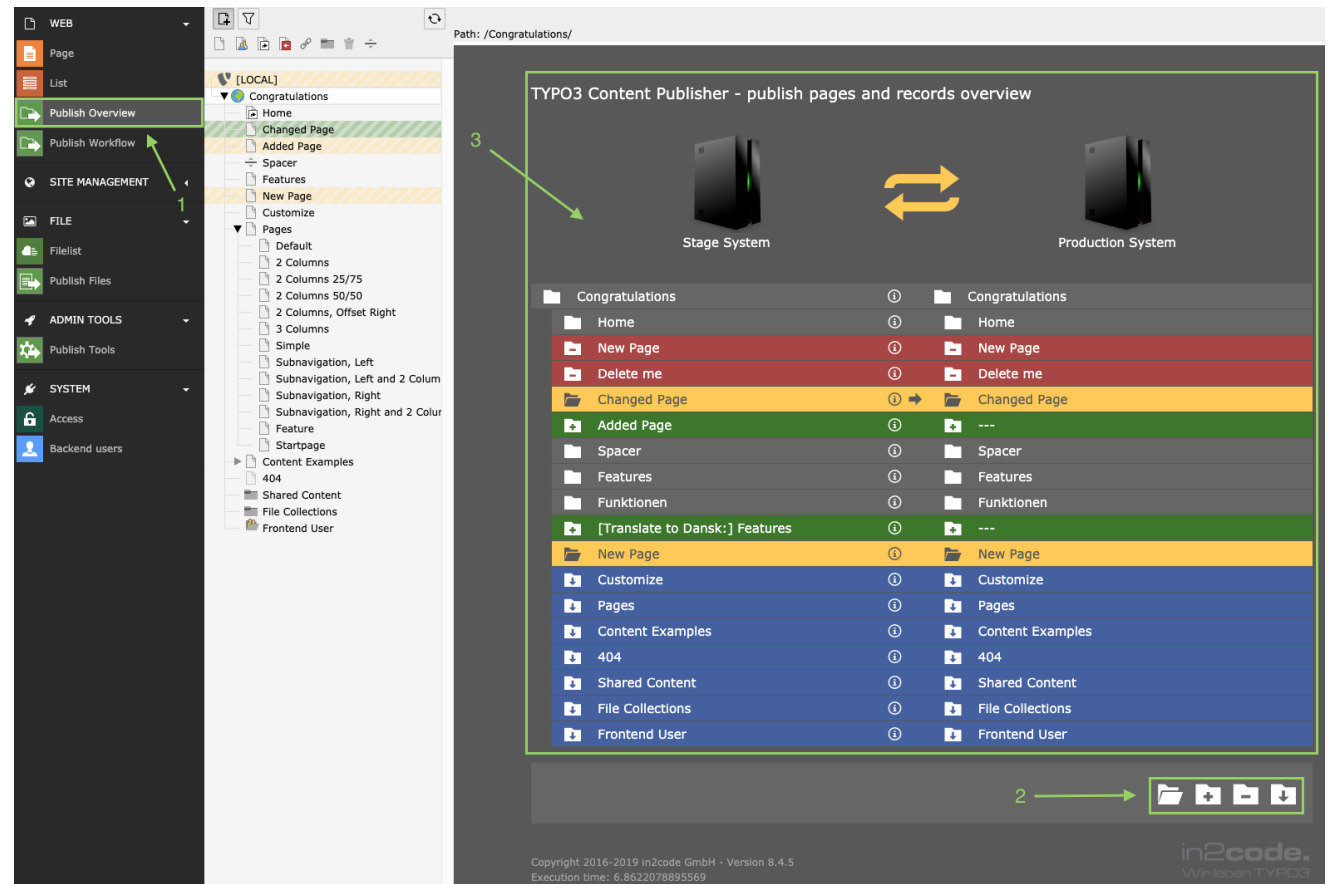 WEB
Page
List
Publish Overview
Publish Workflow
1
SITE MANAGEMENT
FILE
Filelist
Publish Files
ADMIN TOOLS
Publish Tools
SYSTEM
Access
Backend users
[LOCAL]
Congratulations
Home
Changed Page
Added Page
Spacer
Features
New Page
Customize
Pages
Default
2 Columns
2 Columns 25/75
2 Columns 50/50
2 Columns, Offset Right
3 Columns
Simple
Subnavigation, Left
Subnavigation, Left and 2 Colum
Subnavigation, Right
Subnavigation, Right and 2 Colur
Feature
Startpage
Content Examples
404
Shared Content
File Collections
Frontend User
Path: /Congratulations/
TYPO3 Content Publisher - publish pages and records overview
3
Stage System Production System
Congratulations Congratulations
Home Home
New Page New Page
Delete me Delete me
Changed Page Changed Page
Added Page ---
Spacer Spacer
Features Features
Funktionen Funktionen
[Translate to Dansk:] Features ---
New Page New Page
Customize Customize
Pages Pages
Content Examples Content Examples
404 404
Shared Content Shared Content
File Collections File Collections
Frontend User Frontend User
2
Copyright 2016-2019 in2code GmbH - Version 8.4.5
Execution time: 6.8622078895569
in2code.
Wir leben TYPO3